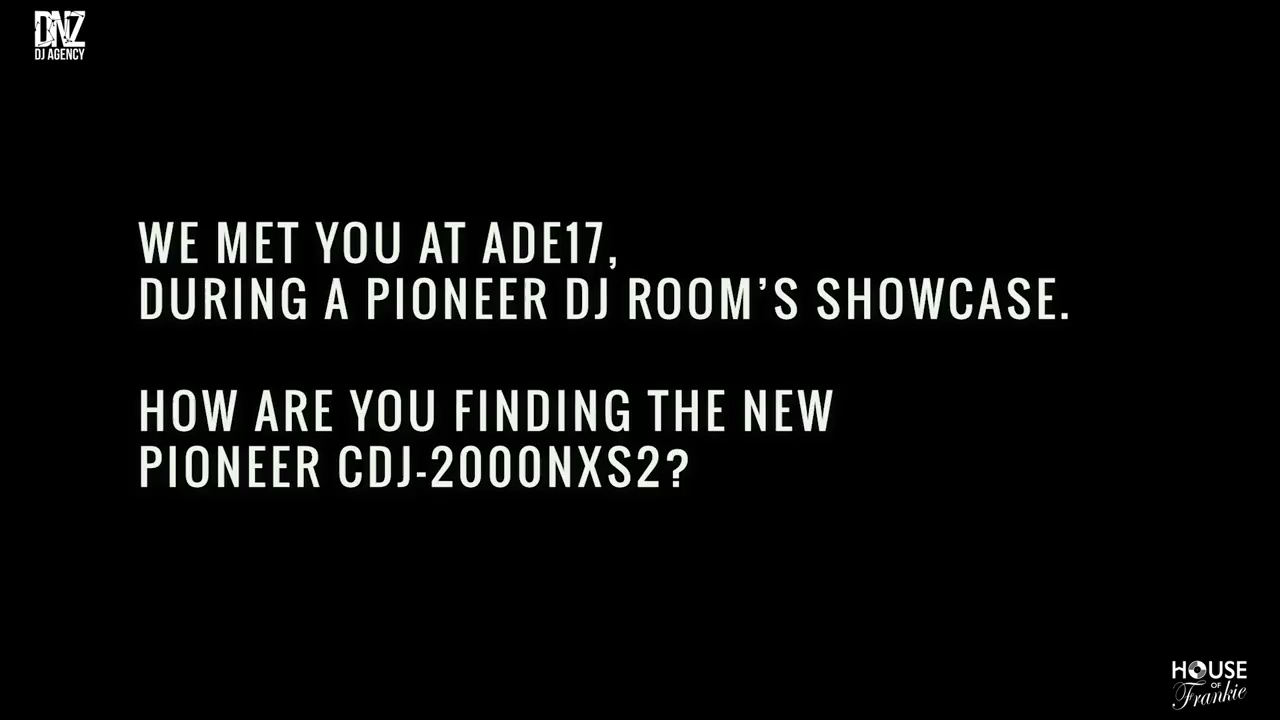 DNZ
DJ AGENCY
WE MET YOU AT ADE17,
DURING A PIONEER DJ ROOM’S SHOWCASE.
HOW ARE YOU FINDING THE NEW
PIONEER CDJ-2000NXS2?
HOUSE
OF
Frankie